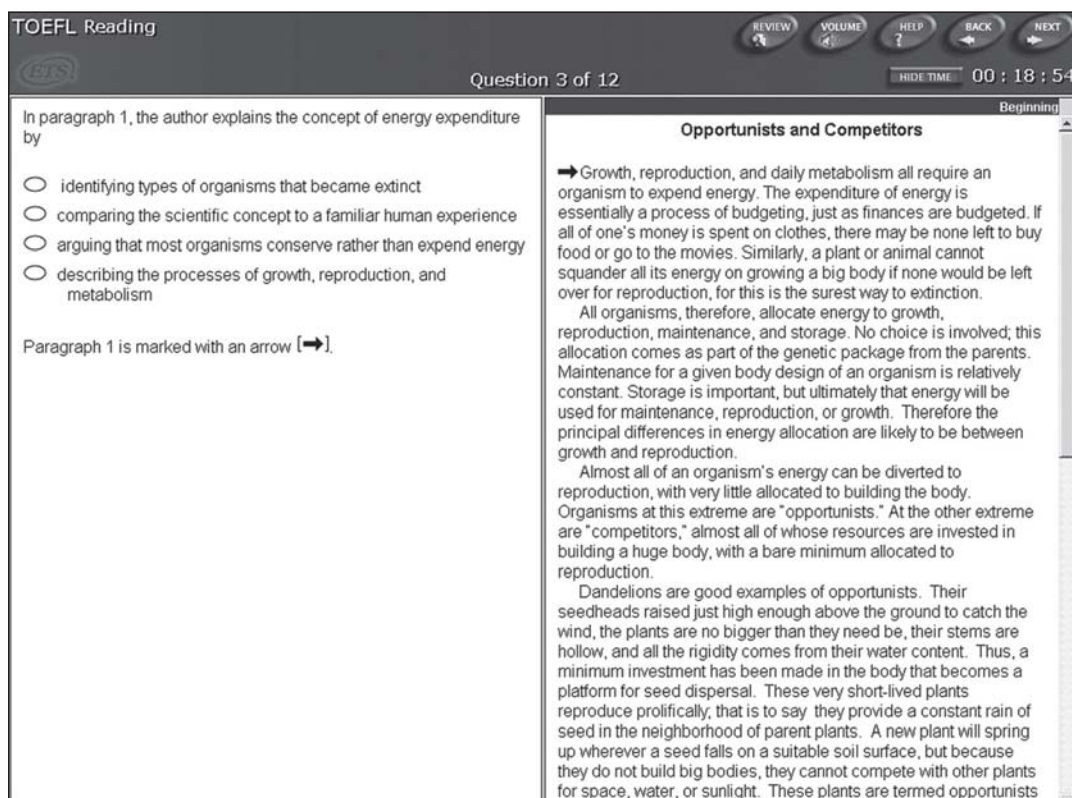 TOEFL Reading
REVIEW
VOLUME
HELP
?
BACK
NEXT
ETS
Question 3 of 12
HIDE TIME 00 : 18 : 54
In paragraph 1, the author explains the concept of energy expenditure
by
identifying types of organisms that became extinct
comparing the scientific concept to a familiar human experience
arguing that most organisms conserve rather than expend energy
describing the processes of growth, reproduction, and
metabolism
Paragraph 1 is marked with an arrow [➡].
Beginning
Opportunists and Competitors
➡Growth, reproduction, and daily metabolism all require an
organism to expend energy. The expenditure of energy is
essentially a process of budgeting, just as finances are budgeted. If
all of one's money is spent on clothes, there may be none left to buy
food or go to the movies. Similarly, a plant or animal cannot
squander all its energy on growing a big body if none would be left
over for reproduction, for this is the surest way to extinction.
All organisms, therefore, allocate energy to growth,
reproduction, maintenance, and storage. No choice is involved; this
allocation comes as part of the genetic package from the parents.
Maintenance for a given body design of an organism is relatively
constant. Storage is important, but ultimately that energy will be
used for maintenance, reproduction, or growth. Therefore the
principal differences in energy allocation are likely to be between
growth and reproduction.
Almost all of an organism's energy can be diverted to
reproduction, with very little allocated to building the body.
Organisms at this extreme are "opportunists." At the other extreme
are "competitors," almost all of whose resources are invested in
building a huge body, with a bare minimum allocated to
reproduction.
Dandelions are good examples of opportunists. Their
seedheads raised just high enough above the ground to catch the
wind, the plants are no bigger than they need be, their stems are
hollow, and all the rigidity comes from their water content. Thus, a
minimum investment has been made in the body that becomes a
platform for seed dispersal. These very short-lived plants
reproduce prolifically; that is to say they provide a constant rain of
seed in the neighborhood of parent plants. A new plant will spring
up wherever a seed falls on a suitable soil surface, but because
they do not build big bodies, they cannot compete with other plants
for space, water, or sunlight. These plants are termed opportunists